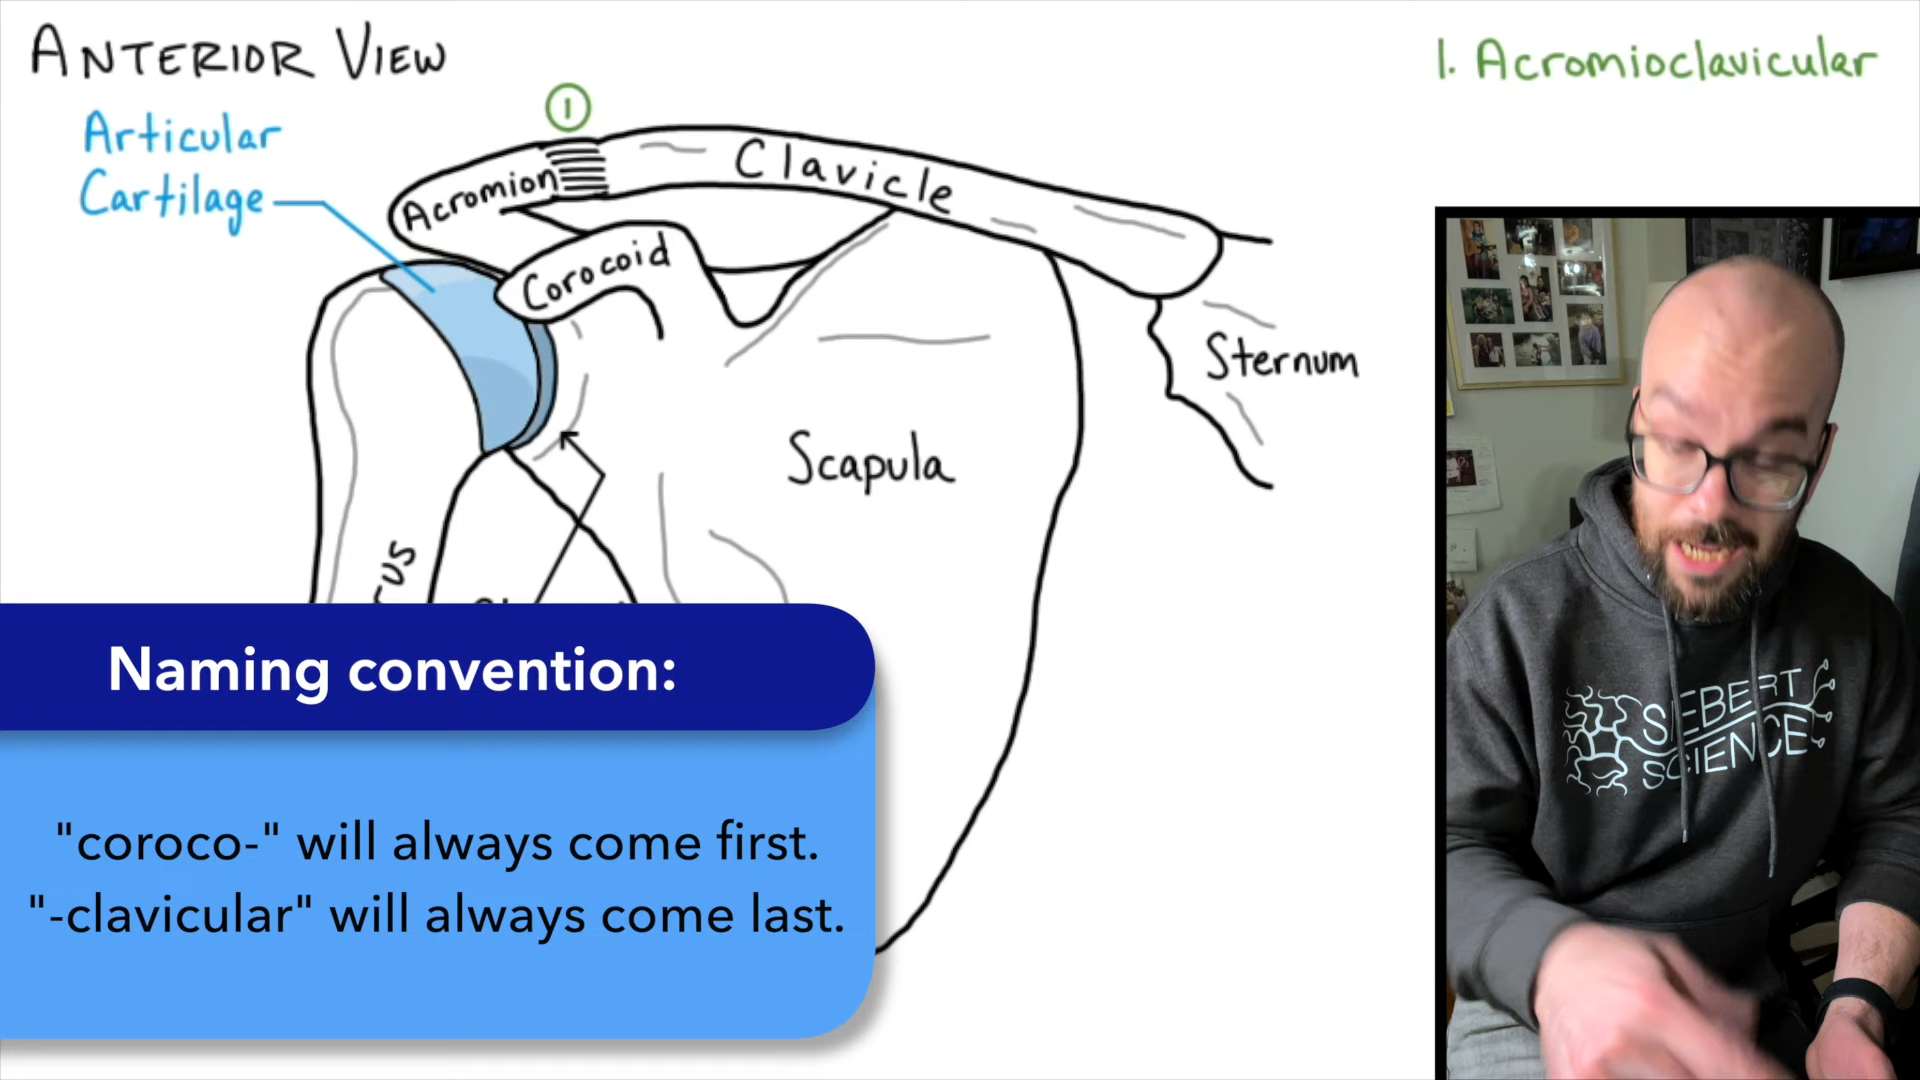 ANTERIOR VIEW
1. Acromioclavicular
1
Articular
Cartilage
Acromion
Clavicle
Corocoid
Sternum
Scapula
Naming convention:
"coroco-" will always come first.
"-clavicular" will always come last.
SIEBERT
SCIENCE